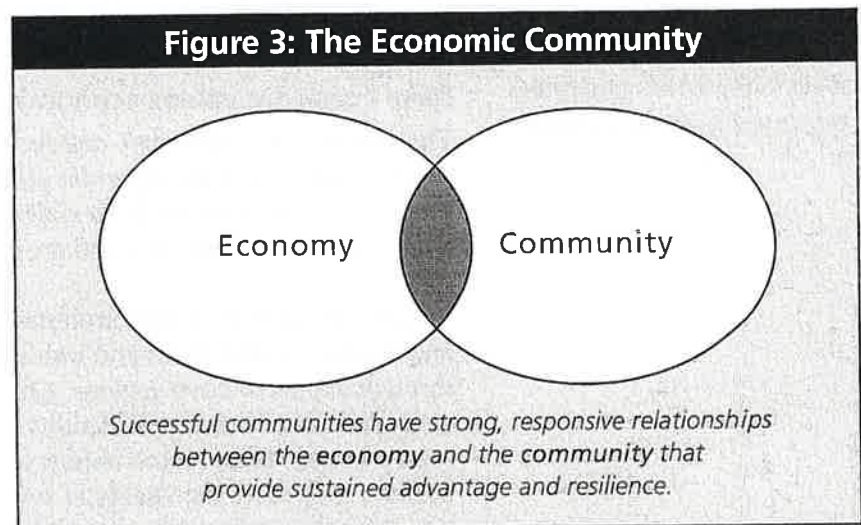 Figure 3: The Economic Community
Economy
Community
Successful communities have strong, responsive relationships
between the economy and the community that
provide sustained advantage and resilience.